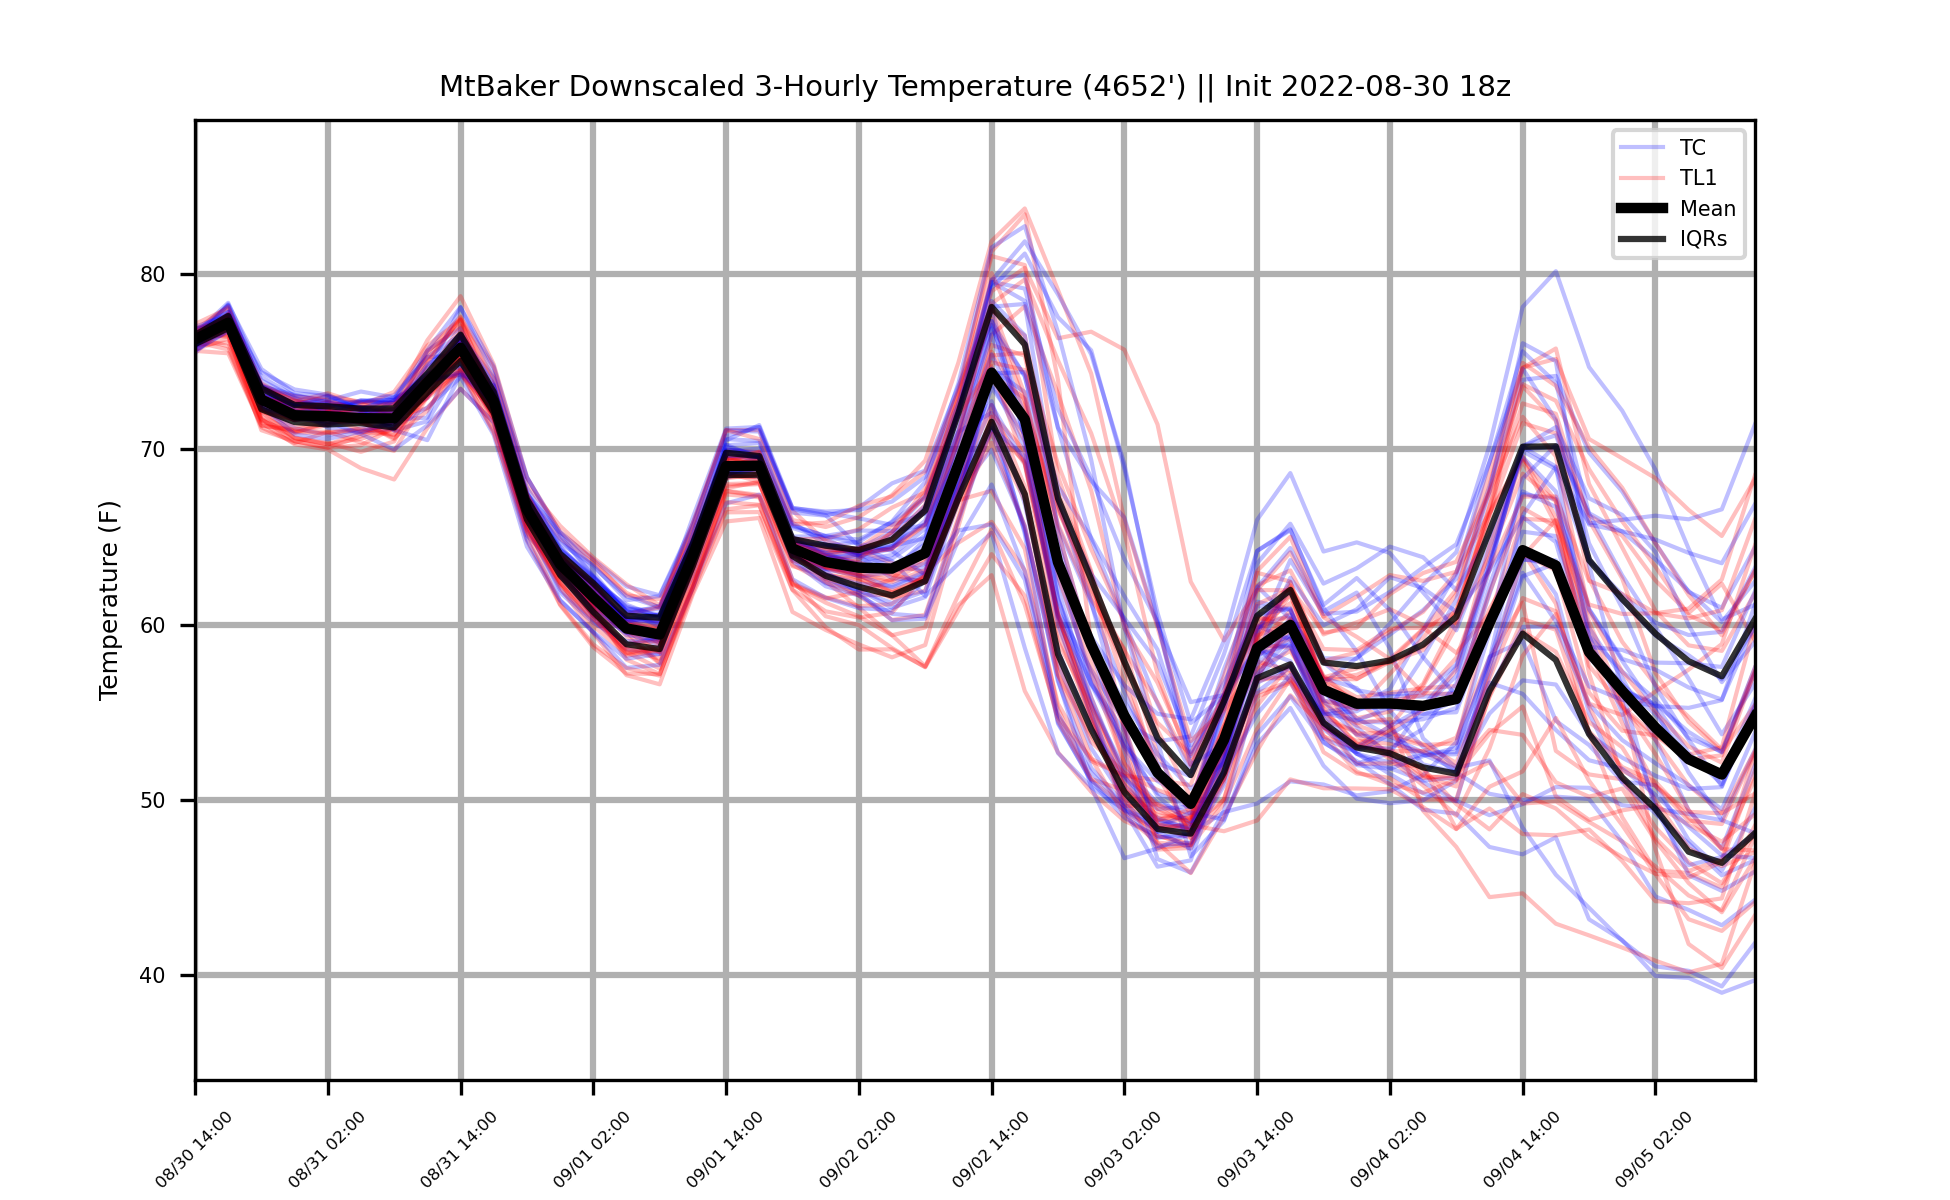 MtBaker Downscaled 3-Hourly Temperature (4652') || Init 2022-08-30 18z
TC
TL1
Mean
IQRs
Temperature (F)
80
70
60
50
40
08/30 14:00
08/31 02:00
08/31 14:00
09/01 02:00
09/01 14:00
09/02 02:00
09/02 14:00
09/03 02:00
09/03 14:00
09/04 02:00
09/04 14:00
09/05 02:00